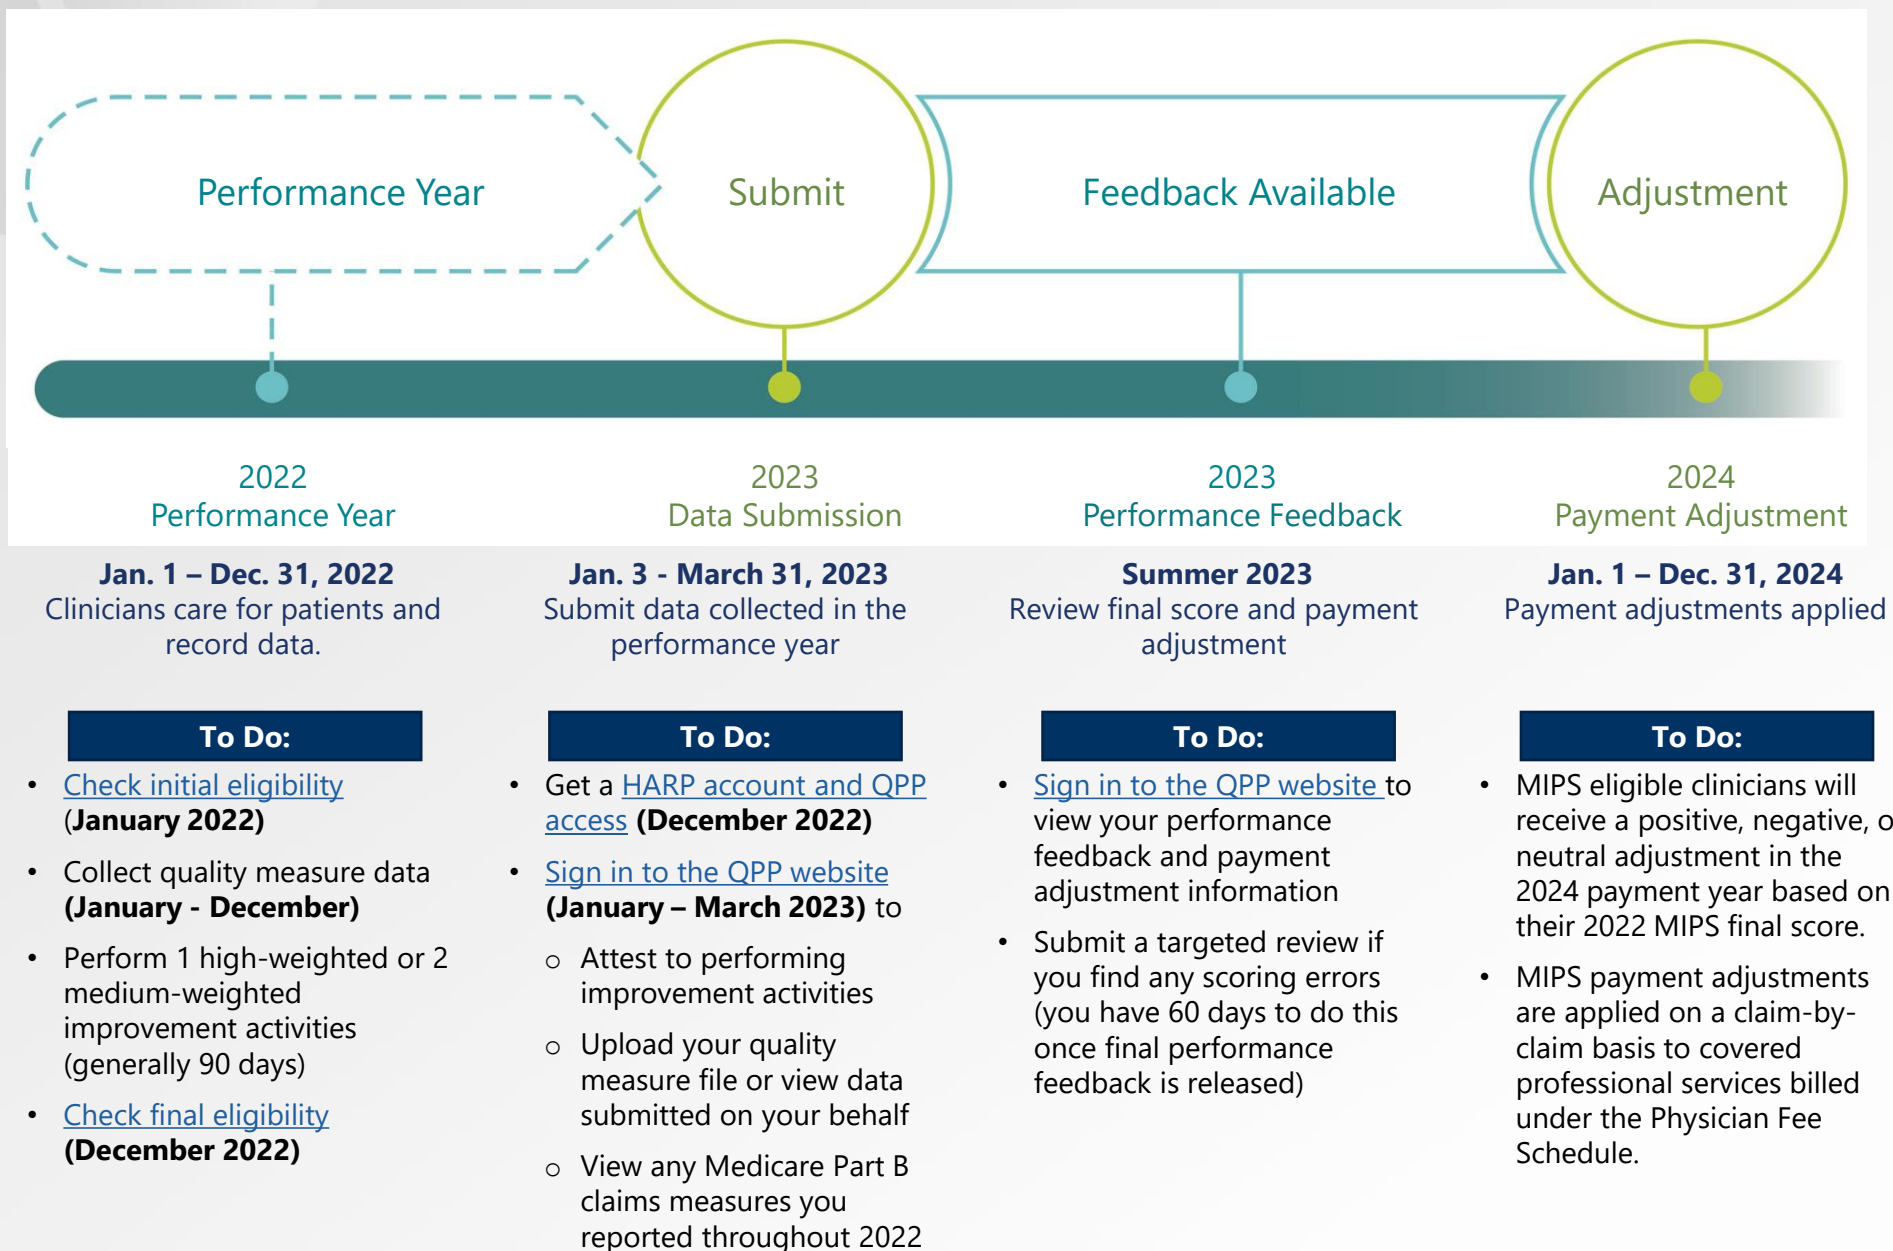 Performance Year
Submit
Feedback Available
Adjustment
2022
Performance Year
2023
Data Submission
2023
Performance Feedback
2024
Payment Adjustment
Jan. 1 – Dec. 31, 2022
Clinicians care for patients and
record data.
Jan. 3 - March 31, 2023
Submit data collected in the
performance year
Summer 2023
Review final score and payment
adjustment
Jan. 1 – Dec. 31, 2024
Payment adjustments applied
To Do:
• Check initial eligibility
(January 2022)
• Collect quality measure data
(January - December)
• Perform 1 high-weighted or 2
medium-weighted
improvement activities
(generally 90 days)
• Check final eligibility
(December 2022)
To Do:
• Get a HARP account and QPP
access (December 2022)
• Sign in to the QPP website
(January – March 2023) to
o Attest to performing
improvement activities
o Upload your quality
measure file or view data
submitted on your behalf
o View any Medicare Part B
claims measures you
reported throughout 2022
To Do:
• Sign in to the QPP website to
view your performance
feedback and payment
adjustment information
• Submit a targeted review if
you find any scoring errors
(you have 60 days to do this
once final performance
feedback is released)
To Do:
• MIPS eligible clinicians will
receive a positive, negative, o
neutral adjustment in the
2024 payment year based on
their 2022 MIPS final score.
• MIPS payment adjustments
are applied on a claim-by-
claim basis to covered
professional services billed
under the Physician Fee
Schedule.